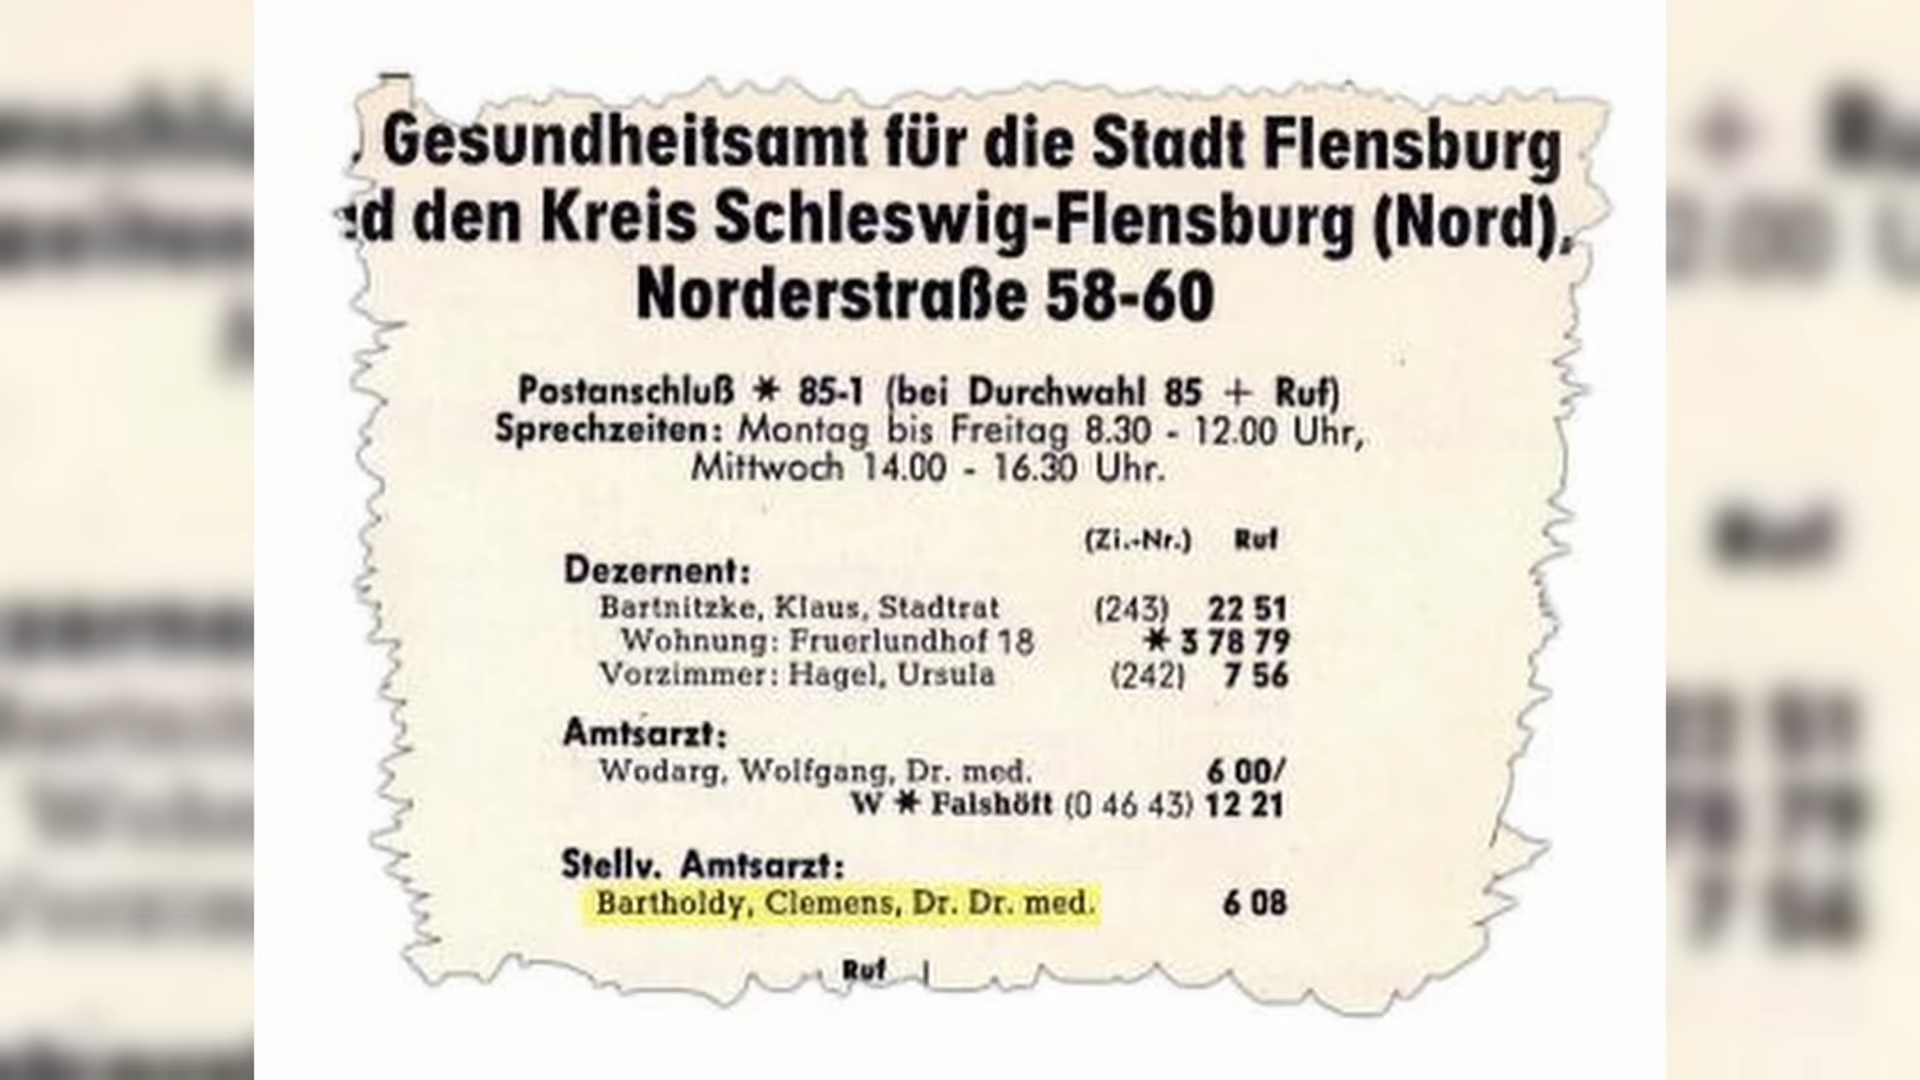 Gesundheitsamt für die Stadt Flensburg
den Kreis Schleswig-Flensburg (Nord),
Norderstraße 58-60
Postanschluß * 85-1 (bei Durchwahl 85 + Ruf)
Sprechzeiten: Montag bis Freitag 8.30 - 12.00 Uhr,
Mittwoch 14.00 - 16.30 Uhr.
(Zi.-Nr.) Ruf
Dezernent:
Bartnitzke, Klaus, Stadtrat (243) 22 51
Wohnung: Fruerlundhof 18 * 3 78 79
Vorzimmer: Hagel, Ursula (242) 7 56
Amtsarzt:
Wodarg, Wolfgang, Dr. med. 6 00/
W * Falshöft (0 46 43) 12 21
Stellv. Amtsarzt:
Bartholdy, Clemens, Dr. Dr. med. 6 08
Ruf